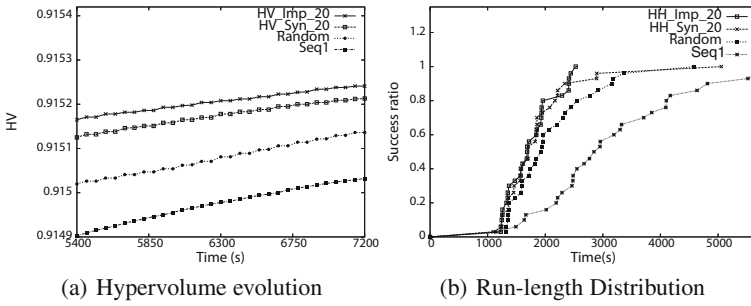 0.9154
0.9153
0.9152
0.9151
0.915
0.9149
HV
HV_Imp_20
HV_Syn_20
Random
Seq1
5400 5850 6300 6750 7200
Time (s)
(a) Hypervolume evolution
1.2
1
0.8
0.6
0.4
0.2
0
Success ratio
HH_Imp_20
HH_Syn_20
Random
Seq1
0 1000 2000 3000 4000 5000
Time(s)
(b) Run-length Distribution